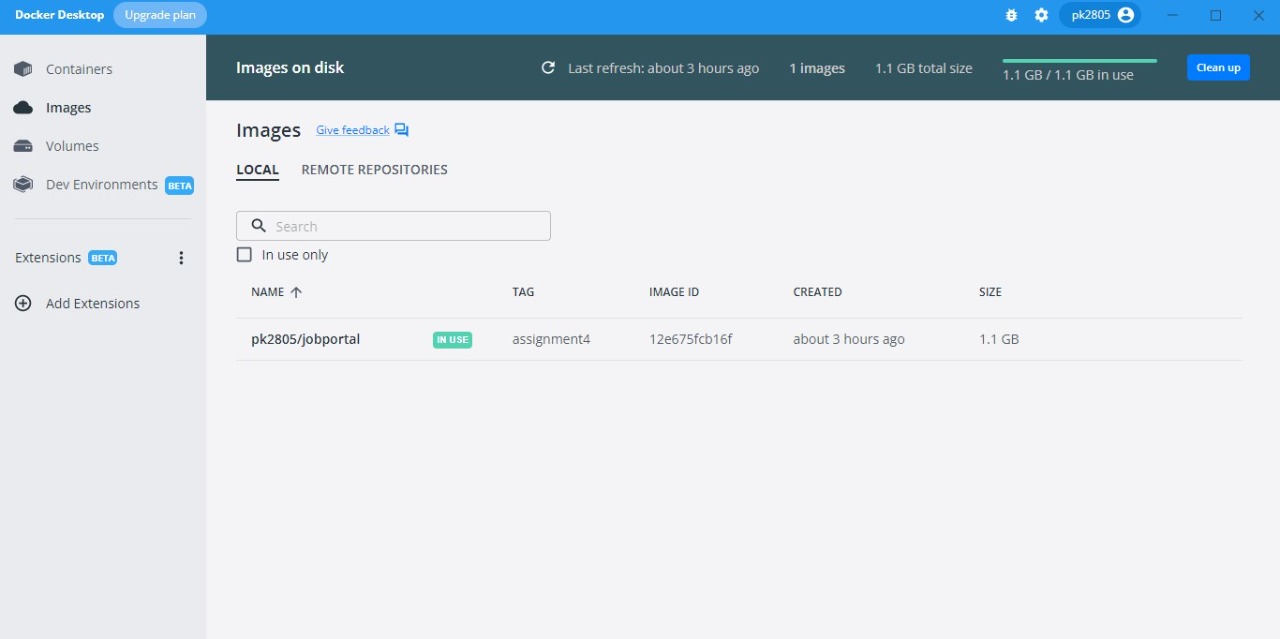 Docker Desktop Upgrade plan pk2805
Containers
Images
Volumes
Dev Environments BETA
Extensions BETA
Add Extensions
Images on disk Last refresh: about 3 hours ago 1 images 1.1 GB total size 1.1 GB / 1.1 GB in use Clean up
Images Give feedback
LOCAL REMOTE REPOSITORIES
Search
In use only
NAME TAG IMAGE ID CREATED SIZE
pk2805/jobportal IN USE assignment4 12e675fcb16f about 3 hours ago 1.1 GB